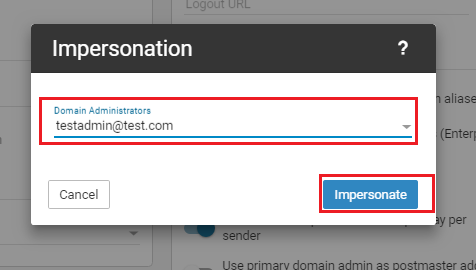 Logout URL
Impersonation ?
Domain Administrators
testadmin@test.com
aliase
(Enterp
Cancel
Impersonate
ay per
sender
Use primary domain admin as postmaster ad